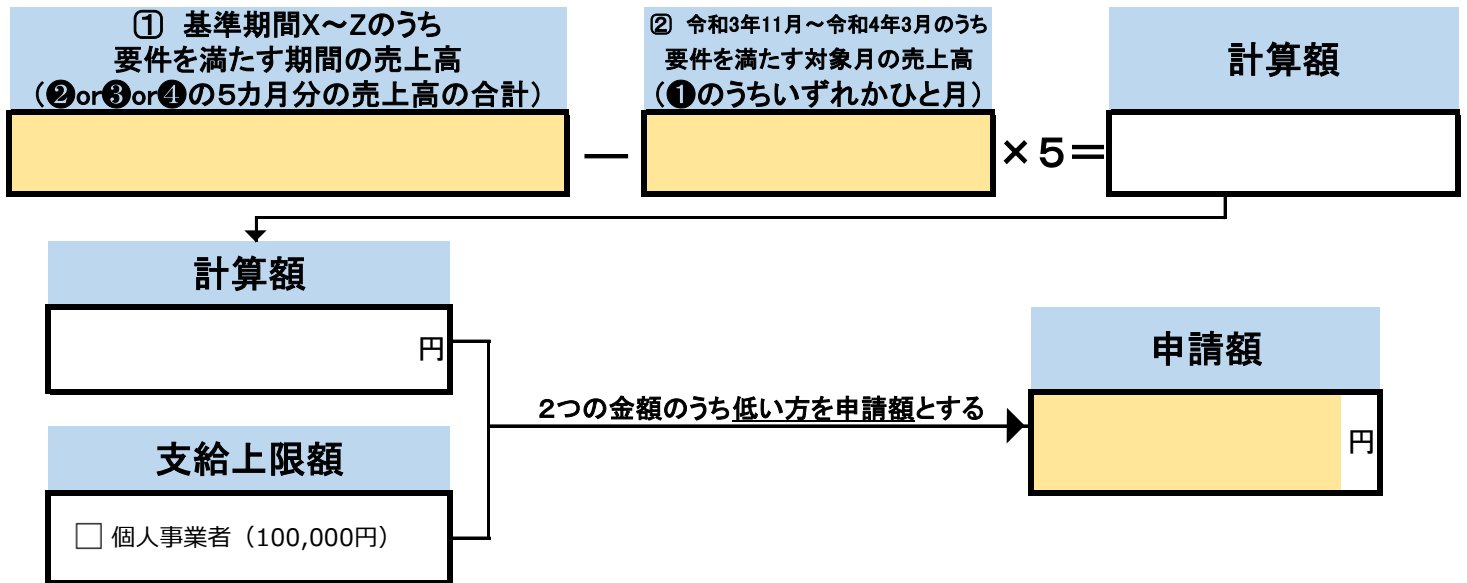 ① 基準期間X～Zのうち
要件を満たす期間の売上高
（❷or❸or❹の５カ月分の売上高の合計）
② 令和3年11月～令和4年3月のうち
要件を満たす対象月の売上高
（❶のうちいずれかひと月）
計算額
―
×５＝
計算額
円
２つの金額のうち低い方を申請額とする
申請額
円
支給上限額
□ 個人事業者（100,000円）